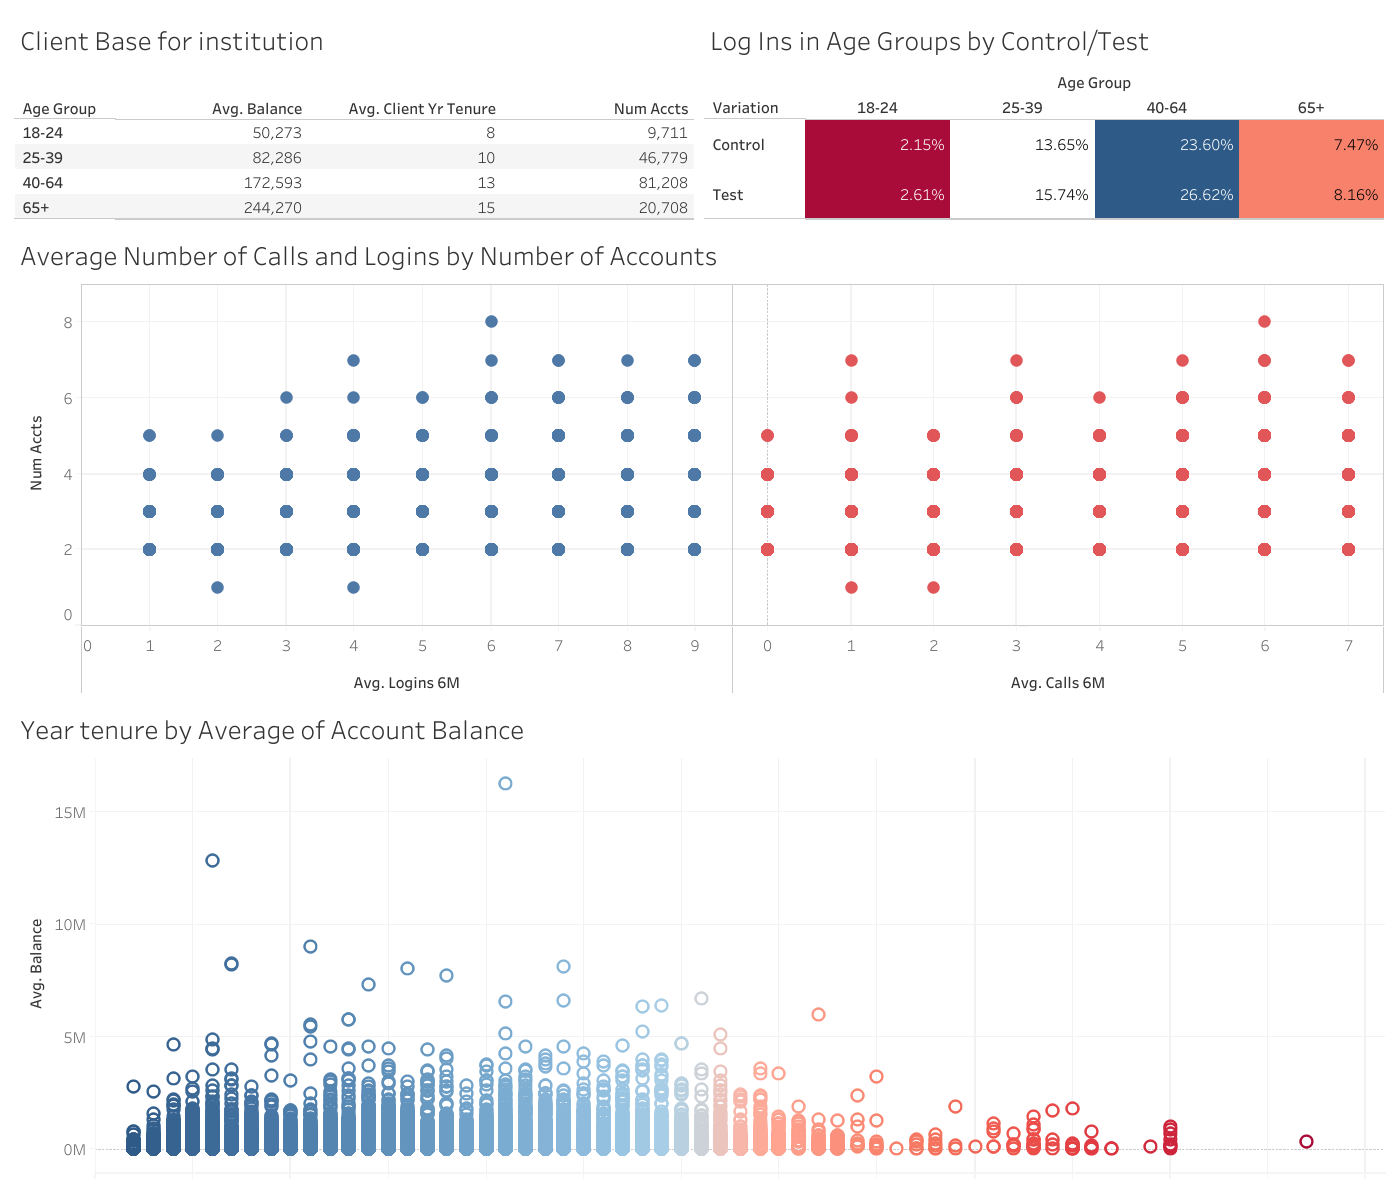 Client Base for institution
Age Group Avg. Balance Avg. Client Yr Tenure Num Accts
18-24 50,273 8 9,711
25-39 82,286 10 46,779
40-64 172,593 13 81,208
65+ 244,270 15 20,708
Log Ins in Age Groups by Control/Test
Age Group
Variation 18-24 25-39 40-64 65+
Control 2.15% 13.65% 23.60% 7.47%
Test 2.61% 15.74% 26.62% 8.16%
Average Number of Calls and Logins by Number of Accounts
Num Accts
8
6
4
2
0
0 1 2 3 4 5 6 7 8 9
Avg. Logins 6M
0 1 2 3 4 5 6 7
Avg. Calls 6M
Year tenure by Average of Account Balance
Avg. Balance
15M
10M
5M
0M